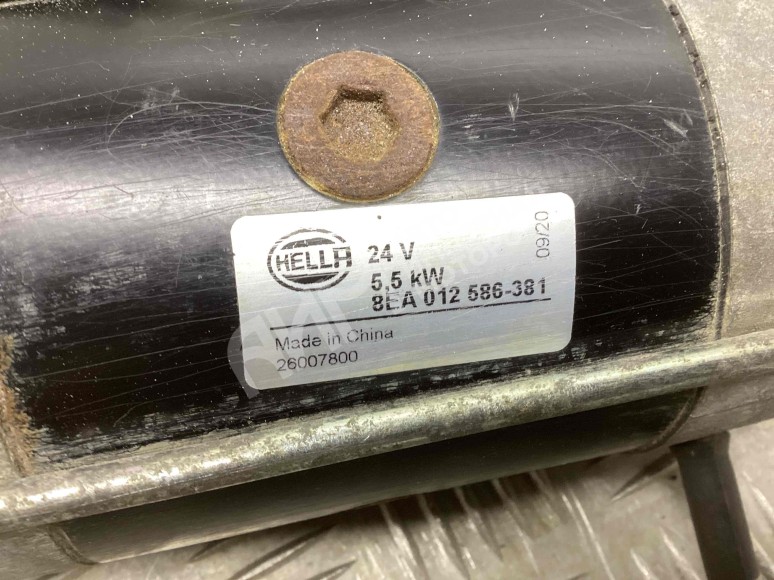 HELLA
24 V
5,5 kW
8EA 012 586-381
09/20
Made in China
26007800